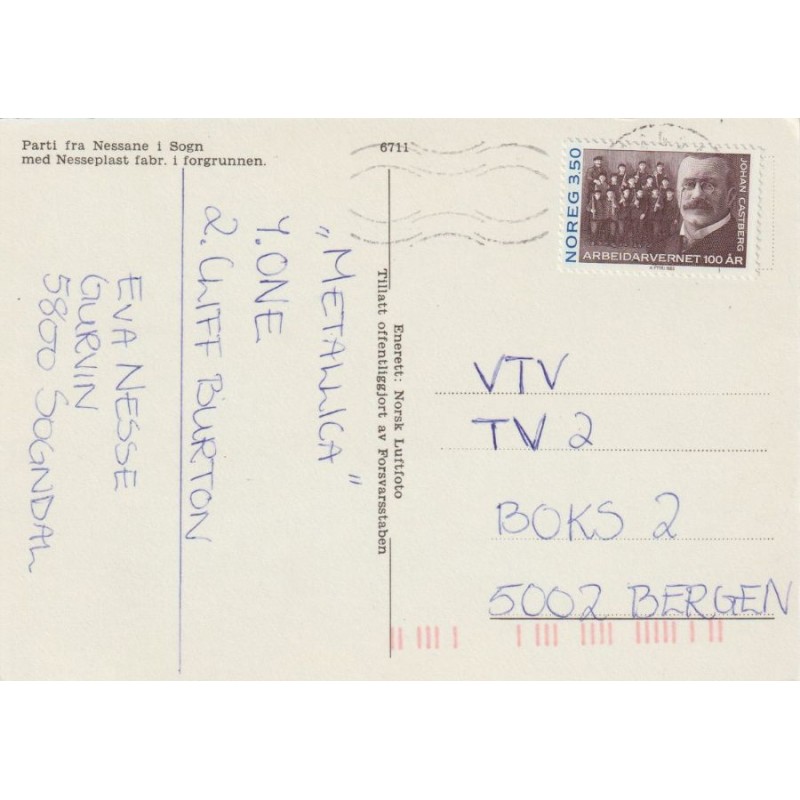 Parti fra Nessane i Sogn
med Nesseplast fabr. i forgrunnen.
6711
NOREG 3.50
JOHAN CASTBERG
ARBEIDARVERNET 100 ÅR
„METALLICA”
1. ONE
2. CLIFF BURTON
EVA NESSE
GURVIN
5800 SOGNDAL
Enerett: Norsk Luftfoto
Tillatt offentliggjort av Forsvarsstaben
VTV
TV 2
BOKS 2
5002 BERGEN